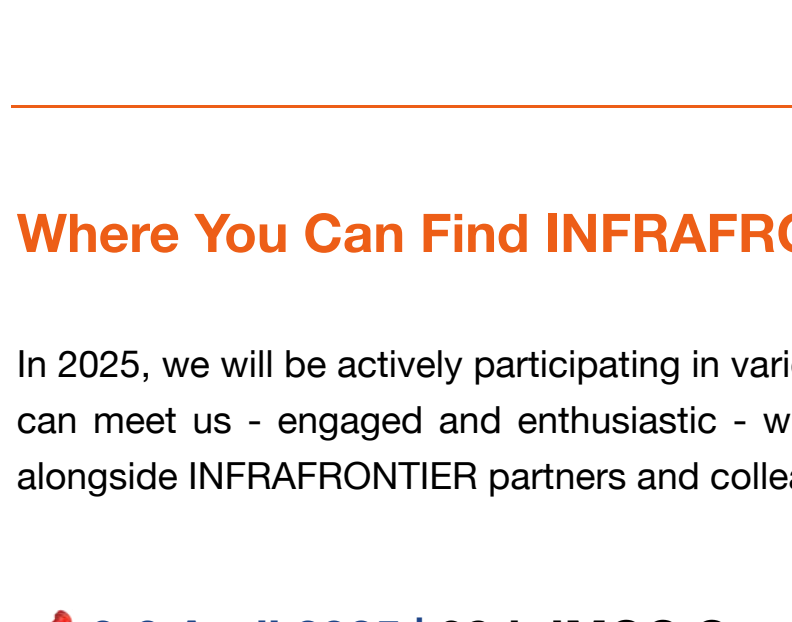 Where You Can Find INFRAFRO
In 2025, we will be actively participating in vari
can meet us - engaged and enthusiastic - w
alongside INFRAFRONTIER partners and collea